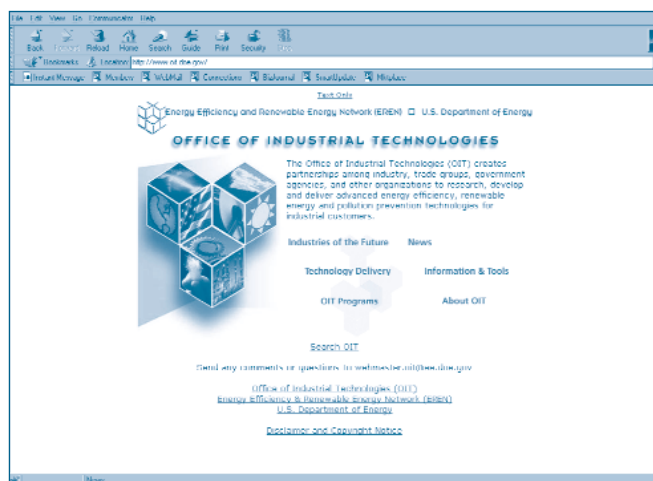 File Edit View Go Communicator Help
Back Reload Home Search Guide Print Security
Bookmarks Location: http://www.oit.doe.gov/
Instant Message Members WebMail Connections BizJournal SmartUpdate Mktplace
Text Only
Energy Efficiency and Renewable Energy Network (EREN) U.S. Department of Energy
OFFICE OF INDUSTRIAL TECHNOLOGIES
The Office of Industrial Technologies (OIT) creates
partnerships among industry, trade groups, government
agencies, and other organizations to research, develop
and deliver advanced energy efficiency, renewable
energy and pollution prevention technologies for
industrial customers.
Industries of the Future News
Technology Delivery Information & Tools
OIT Programs About OIT
Search OIT
Send any comments or questions to webmaster.oit@ee.doe.gov
Office of Industrial Technologies (OIT)
Energy Efficiency & Renewable Energy Network (EREN)
U.S. Department of Energy
Disclaimer and Copyright Notice